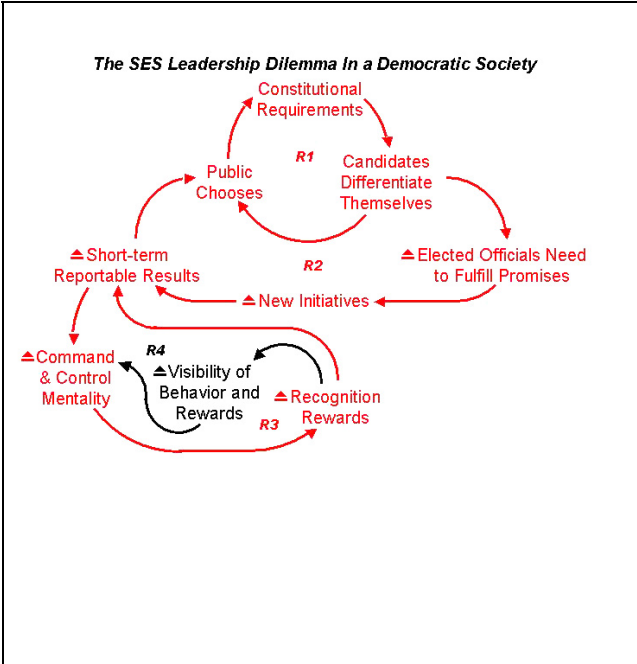 The SES Leadership Dilemma In a Democratic Society
Constitutional
Requirements
R1
Candidates
Differentiate
Themselves
Public
Chooses
R2
Short-term
Reportable Results
Elected Officials Need
to Fulfill Promises
New Initiatives
R4
Command
& Control
Mentality
Visibility of
Behavior and
Rewards
Recognition
Rewards
R3